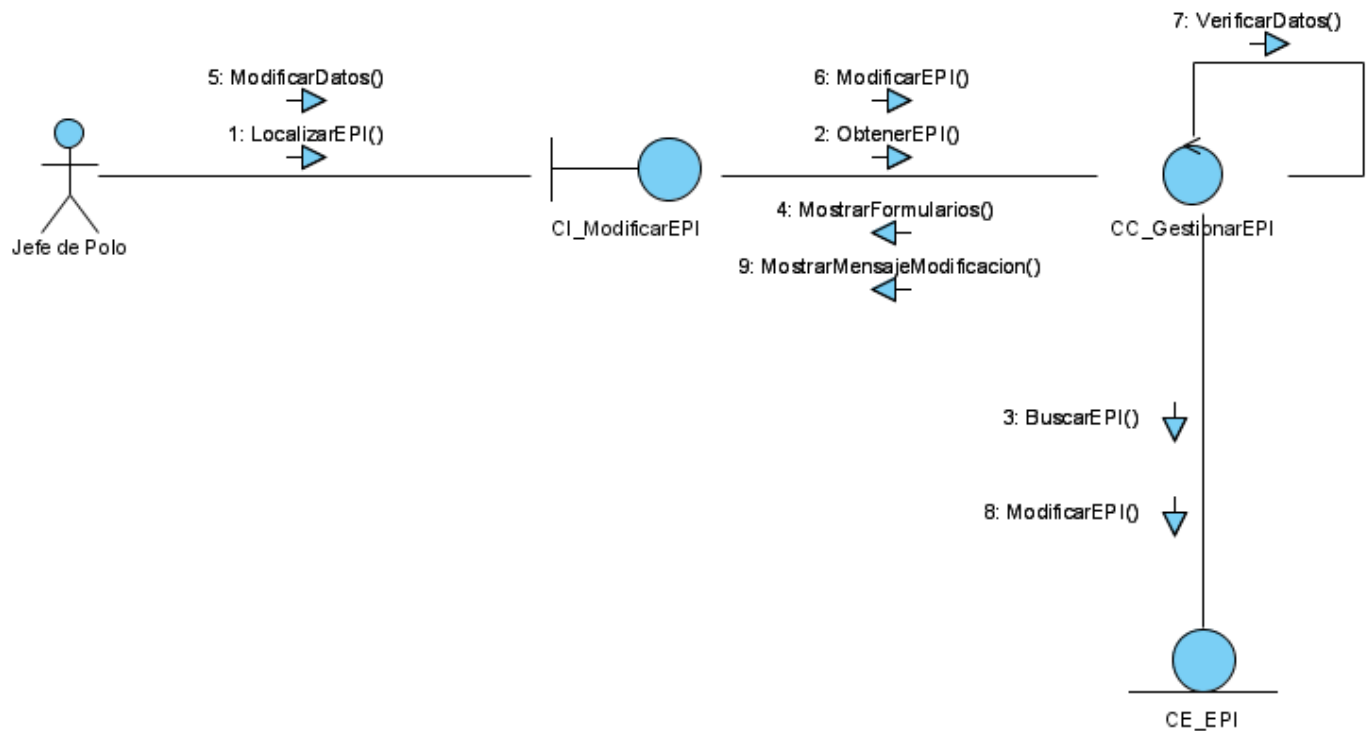 7: VerificarDatos()
5: ModificarDatos()
6: ModificarEPI()
1: LocalizarEPI()
2: ObtenerEPI()
4: MostrarFormularios()
Jefe de Polo
CI_ModificarEPI
CC_GestionarEPI
9: MostrarMensajeModificacion()
3: BuscarEPI()
8: ModificarEPI()
CE_EPI